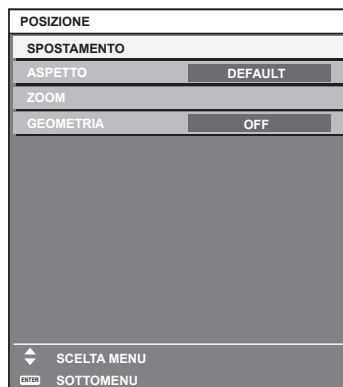 POSIZIONE
SPOSTAMENTO
ASPETTO DEFAULT
ZOOM
GEOMETRIA OFF
SCELTA MENU
ENTER SOTTOMENU